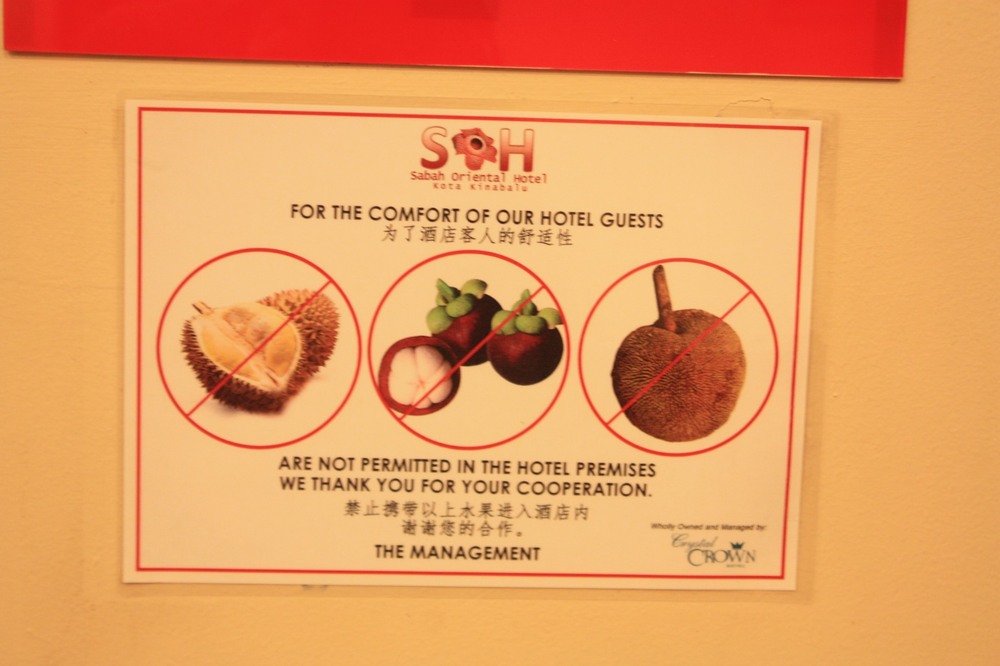 SOH
Sabah Oriental Hotel
Kota Kinabalu
FOR THE COMFORT OF OUR HOTEL GUESTS
为了酒店客人的舒适性
ARE NOT PERMITTED IN THE HOTEL PREMISES
WE THANK YOU FOR YOUR COOPERATION.
禁止携带以上水果进入酒店内
谢谢您的合作。
THE MANAGEMENT
Wholly Owned and Managed by:
Crystal
CROWN
HOTEL